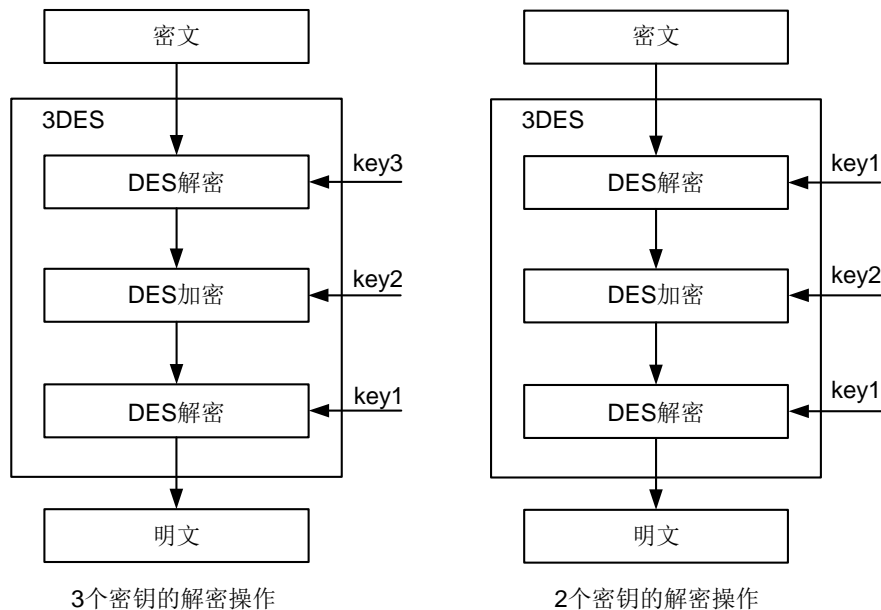 密文
3DES
DES解密
key3
DES加密
key2
DES解密
key1
明文
3个密钥的解密操作
密文
3DES
DES解密
key1
DES加密
key2
DES解密
key1
明文
2个密钥的解密操作